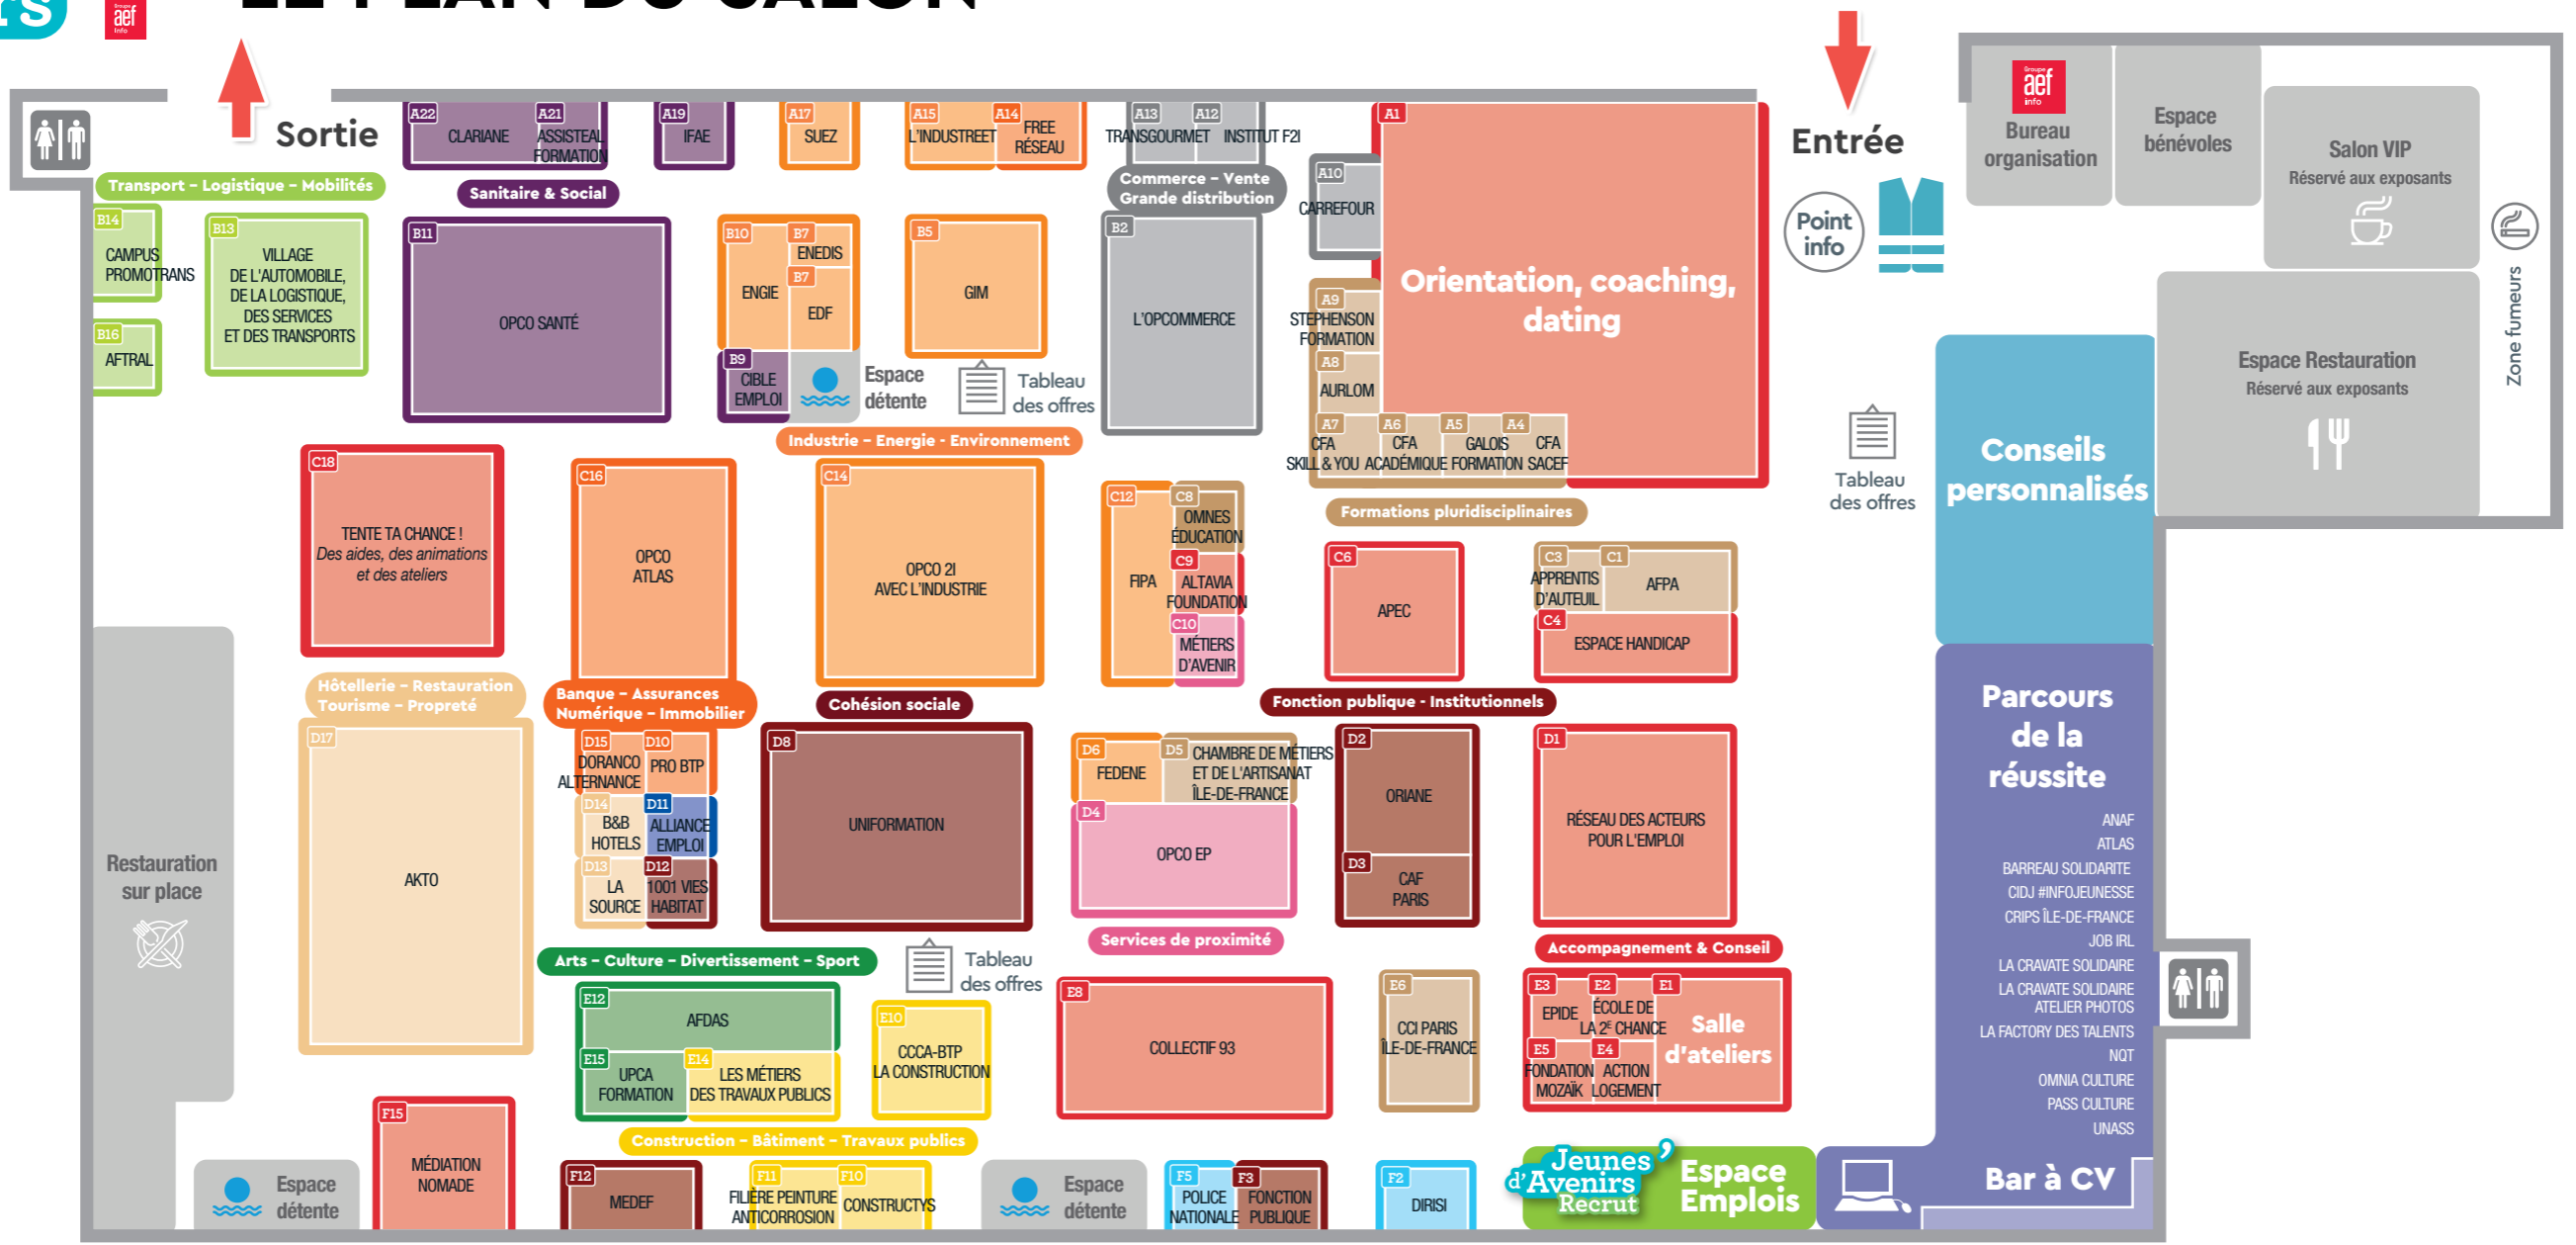 rs
Groupe
aef
info
LE PLAN DU SALON
Sortie
Entrée
Point
info
A22
CLARIANE
A21
ASSISTEAL
FORMATION
A19
IFAE
A17
SUEZ
A15
L'INDUSTREET
A14
FREE
RÉSEAU
A13
TRANSGOURMET
A12
INSTITUT F2I
A10
CARREFOUR
A1
Orientation, coaching,
dating
Groupe
aef
info
Bureau
organisation
Espace
bénévoles
Salon VIP
Réservé aux exposants
Zone fumeurs
Espace Restauration
Réservé aux exposants
Transport – Logistique – Mobilités
Sanitaire & Social
Commerce – Vente
Grande distribution
B14
CAMPUS
PROMOTRANS
B16
AFTRAL
B13
VILLAGE
DE L'AUTOMOBILE,
DE LA LOGISTIQUE,
DES SERVICES
ET DES TRANSPORTS
B11
OPCO SANTÉ
B10
ENGIE
B7
ENEDIS
B7
EDF
B9
CIBLE
EMPLOI
Espace
détente
B5
GIM
Tableau
des offres
B2
L'OPCOMMERCE
A9
STEPHENSON
FORMATION
A8
AURLOM
A7
CFA
SKILL & YOU
A6
CFA
ACADÉMIQUE
A5
GALOIS
FORMATION
A4
CFA
SACEF
Tableau
des offres
Conseils
personnalisés
Industrie – Energie - Environnement
Formations pluridisciplinaires
C18
TENTE TA CHANCE !
Des aides, des animations
et des ateliers
C16
OPCO
ATLAS
C14
OPCO 2I
AVEC L'INDUSTRIE
C12
FIPA
C8
OMNES
ÉDUCATION
C9
ALTAVIA
FOUNDATION
C10
MÉTIERS
D'AVENIR
C6
APEC
C3
APPRENTIS
D'AUTEUIL
C1
AFPA
C4
ESPACE HANDICAP
Hôtellerie – Restauration
Tourisme – Propreté
Banque – Assurances
Numérique – Immobilier
Cohésion sociale
Fonction publique - Institutionnels
Restauration
sur place
D17
AKTO
D15
DORANCO
ALTERNANCE
D10
PRO BTP
D14
B&B
HOTELS
D11
ALLIANCE
EMPLOI
D13
LA
SOURCE
D12
1001 VIES
HABITAT
D8
UNIFORMATION
D6
FEDENE
D5
CHAMBRE DE MÉTIERS
ET DE L'ARTISANAT
ÎLE-DE-FRANCE
D4
OPCO EP
D2
ORIANE
D3
CAF
PARIS
D1
RÉSEAU DES ACTEURS
POUR L'EMPLOI
Parcours
de la
réussite
ANAF
ATLAS
BARREAU SOLIDARITE
CIDJ #INFOJEUNESSE
CRIPS ÎLE-DE-FRANCE
JOB IRL
LA CRAVATE SOLIDAIRE
LA CRAVATE SOLIDAIRE
ATELIER PHOTOS
LA FACTORY DES TALENTS
NQT
OMNIA CULTURE
PASS CULTURE
UNASS
Services de proximité
Accompagnement & Conseil
Arts – Culture – Divertissement – Sport
Tableau
des offres
E12
AFDAS
E15
UPCA
FORMATION
E14
LES MÉTIERS
DES TRAVAUX PUBLICS
E10
CCCA-BTP
LA CONSTRUCTION
E8
COLLECTIF 93
E6
CCI PARIS
ÎLE-DE-FRANCE
E3
EPIDE
E2
ÉCOLE DE
LA 2E CHANCE
E1
Salle
d'ateliers
E5
FONDATION
MOZAÏK
E4
ACTION
LOGEMENT
Construction – Bâtiment – Travaux publics
Espace
détente
F15
MÉDIATION
NOMADE
F12
MEDEF
F11
FILIÈRE PEINTURE
ANTICORROSION
F10
CONSTRUCTYS
Espace
détente
F5
POLICE
NATIONALE
F3
FONCTION
PUBLIQUE
F2
DIRISI
Jeunes
d'Avenirs
Recrut
Espace
Emplois
Bar à CV